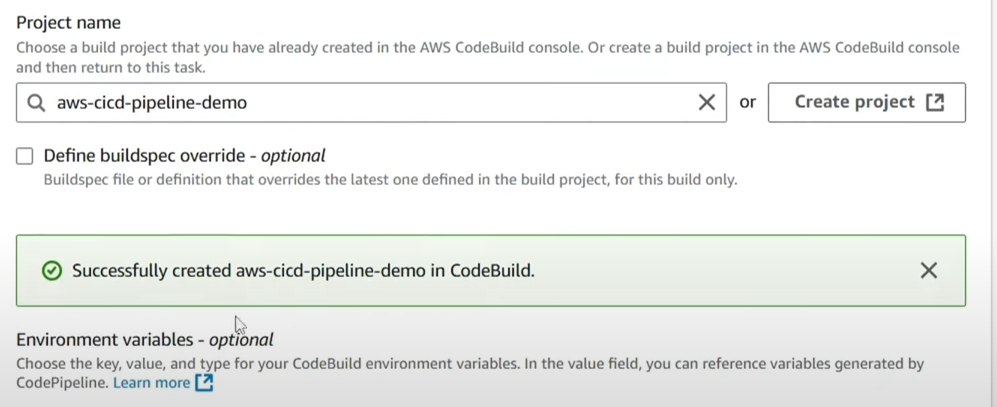 Project name
Choose a build project that you have already created in the AWS CodeBuild console. Or create a build project in the AWS CodeBuild console
and then return to this task.
aws-cicd-pipeline-demo
or
Create project
Define buildspec override - optional
Buildspec file or definition that overrides the latest one defined in the build project, for this build only.
Successfully created aws-cicd-pipeline-demo in CodeBuild.
Environment variables - optional
Choose the key, value, and type for your CodeBuild environment variables. In the value field, you can reference variables generated by
CodePipeline. Learn more